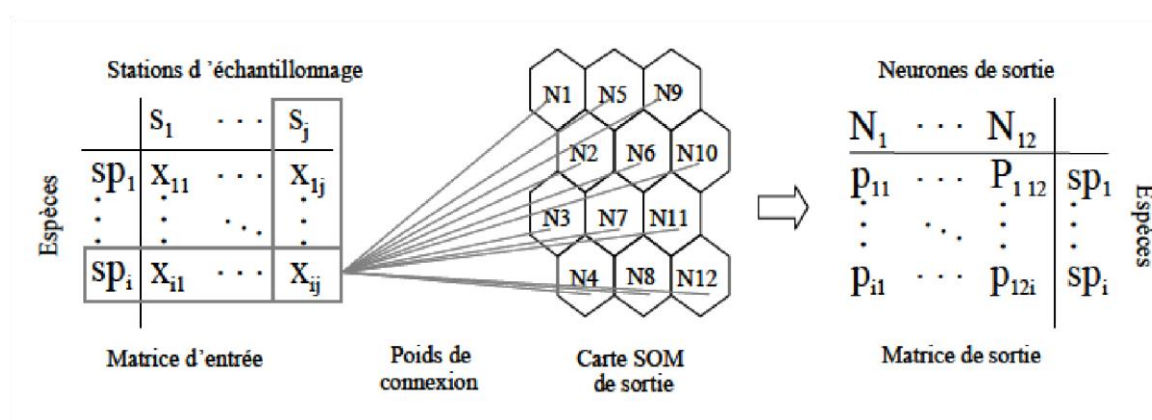 Stations d 'échantillonnage
S1 · · · Sj
Espèces
sp1 X11 · · · X1j
⋮ ⋮ ⋱ ⋮
spi Xi1 · · · Xij
Matrice d'entrée
Poids de
connexion
N1 N5 N9
N2 N6 N10
N3 N7 N11
N4 N8 N12
Carte SOM
de sortie
Neurones de sortie
N1 · · · N12
p11 · · · P1 12 sp1
⋮ ⋱ ⋮ ⋮
pi1 · · · p12i spi
Espèces
Matrice de sortie